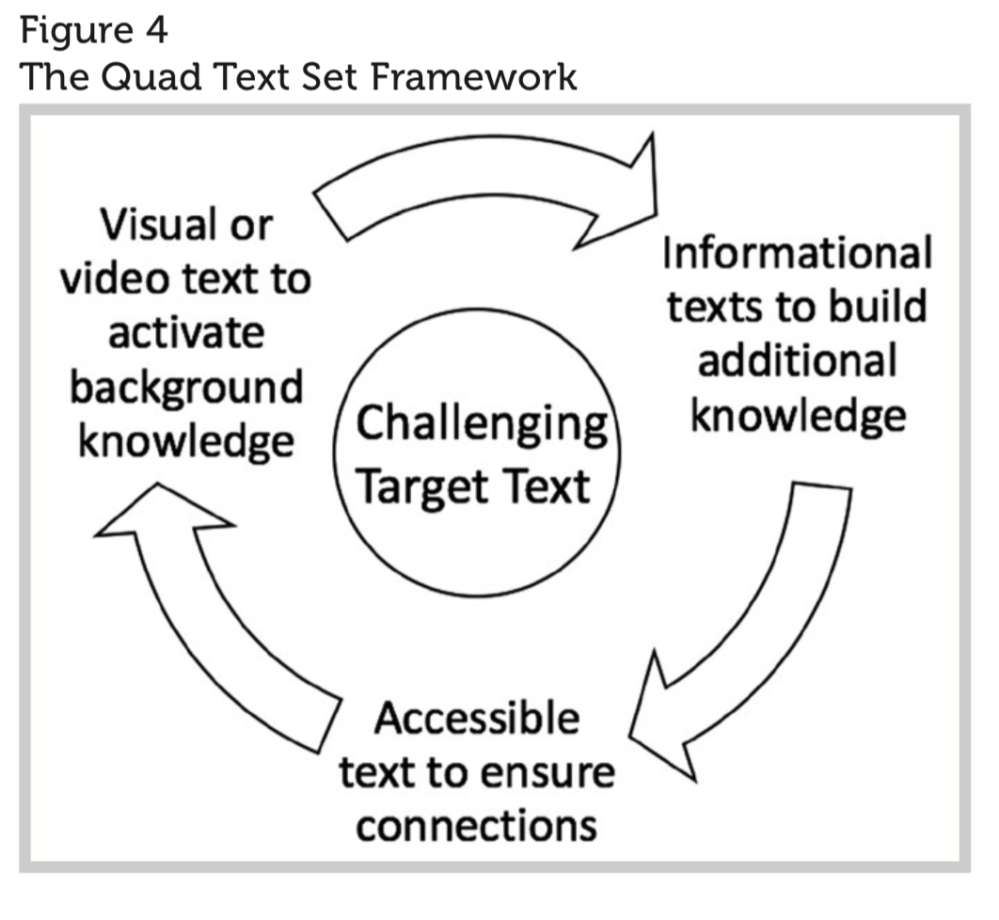 Figure 4
The Quad Text Set Framework
Visual or
video text to
activate
background
knowledge
Informational
texts to build
additional
knowledge
Challenging
Target Text
Accessible
text to ensure
connections